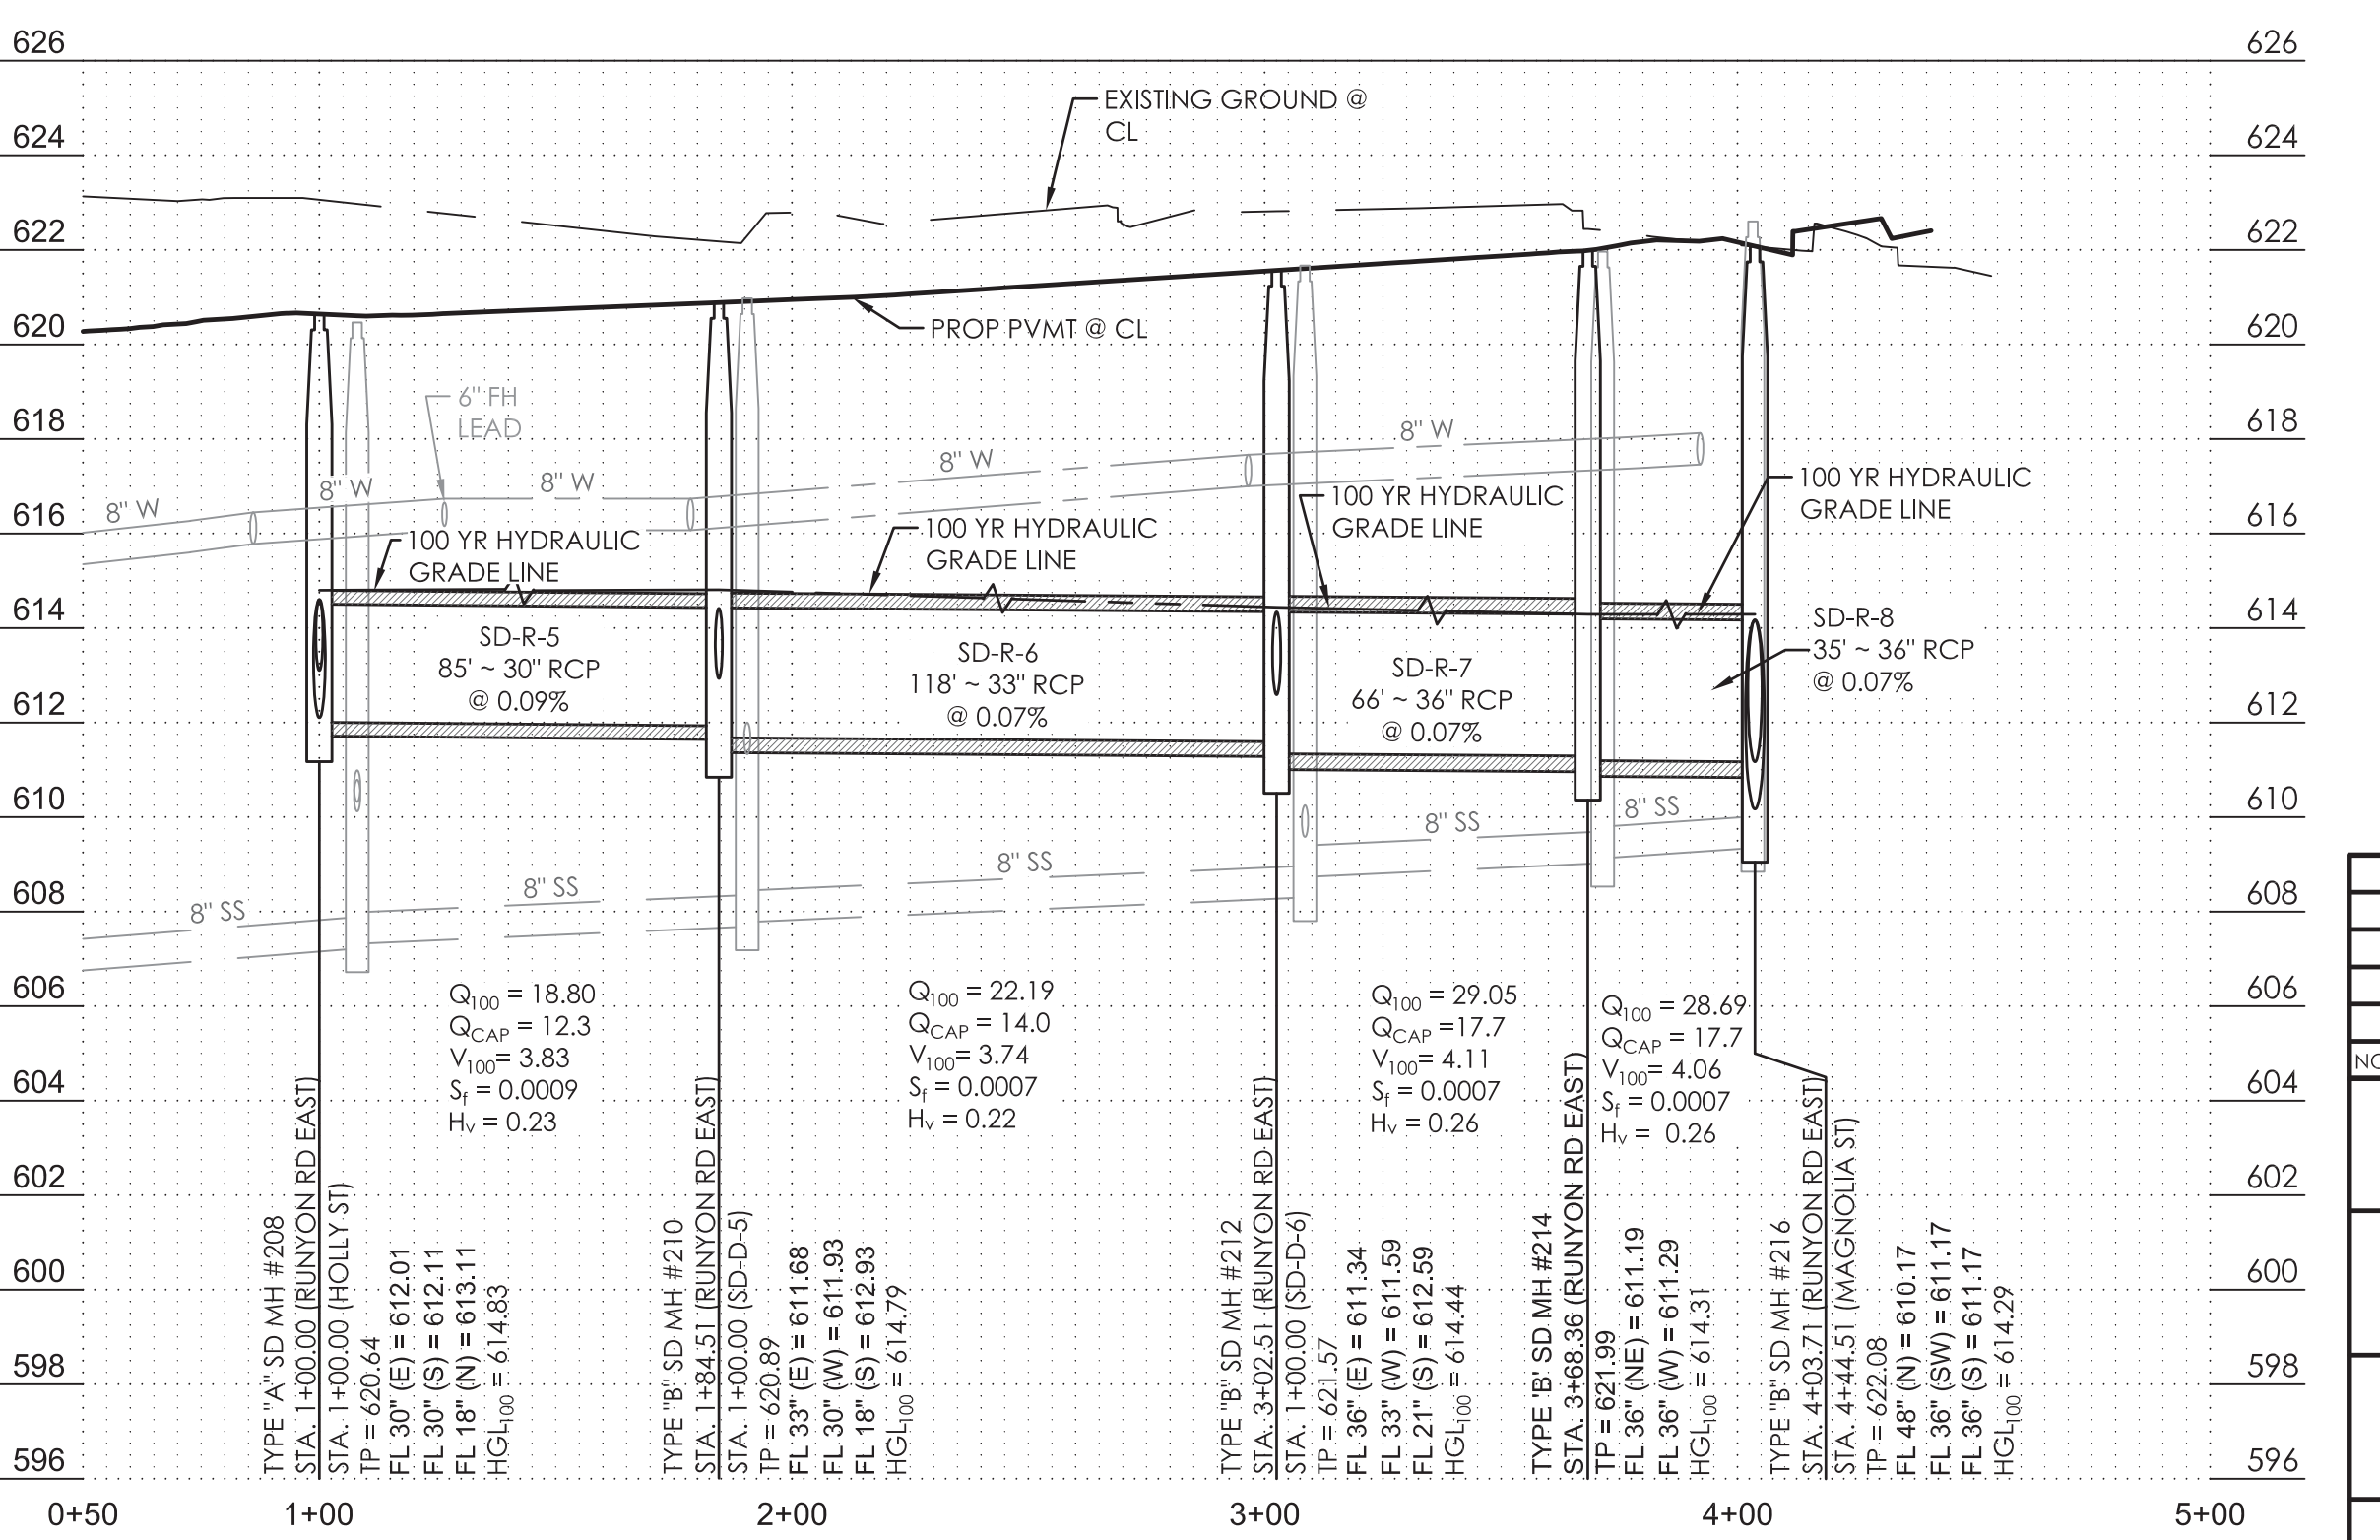 626
626
624
624
622
622
620
620
618
618
616
616
614
614
612
612
610
610
608
608
606
606
604
604
602
602
600
600
598
598
596
596
0+50
1+00
2+00
3+00
4+00
5+00
EXISTING GROUND @
CL
PROP PVMT @ CL
6" FH
LEAD
8" W
8" W
8" W
8" W
8" W
100 YR HYDRAULIC
GRADE LINE
100 YR HYDRAULIC
GRADE LINE
100 YR HYDRAULIC
GRADE LINE
100 YR HYDRAULIC
GRADE LINE
SD-R-5
85' ~ 30" RCP
@ 0.09%
SD-R-6
118' ~ 33" RCP
@ 0.07%
SD-R-7
66' ~ 36" RCP
@ 0.07%
SD-R-8
35' ~ 36" RCP
@ 0.07%
8" SS
8" SS
8" SS
8" SS
8" SS
Q100 = 18.80
QCAP = 12.3
V100= 3.83
Sf = 0.0009
Hv = 0.23
Q100 = 22.19
QCAP = 14.0
V100= 3.74
Sf = 0.0007
Hv = 0.22
Q100 = 29.05
QCAP =17.7
V100= 4.11
Sf = 0.0007
Hv = 0.26
Q100 = 28.69
QCAP = 17.7
V100= 4.06
Sf = 0.0007
Hv = 0.26
TYPE "A" SD MH #208
STA. 1+00.00 (RUNYON RD EAST)
STA. 1+00.00 (HOLLY ST)
TP = 620.64
FL 30" (E) = 612.01
FL 30" (S) = 612.11
FL 18" (N) = 613.11
HGL100 = 614.83
TYPE "B" SD MH #210
STA. 1+84.51 (RUNYON RD EAST)
STA. 1+00.00 (SD-D-5)
TP = 620.89
FL 33" (E) = 611.68
FL 30" (W) = 611.93
FL 18" (S) = 612.93
HGL100 = 614.79
TYPE "B" SD MH #212
STA. 3+02.51 (RUNYON RD EAST)
STA. 1+00.00 (SD-D-6)
TP = 621.57
FL 36" (E) = 611.34
FL 33" (W) = 611.59
FL 21" (S) = 612.59
HGL100 = 614.44
TYPE 'B' SD MH #214
STA. 3+68.36 (RUNYON RD EAST)
TP = 621.99
FL 36" (NE) = 611.19
FL 36" (W) = 611.29
HGL100 = 614.31
TYPE "B" SD MH #216
STA. 4+03.71 (RUNYON RD EAST)
STA. 4+44.51 (MAGNOLIA ST)
TP = 622.08
FL 48" (N) = 610.17
FL 36" (SW) = 611.17
FL 36" (S) = 611.17
HGL100 = 614.29